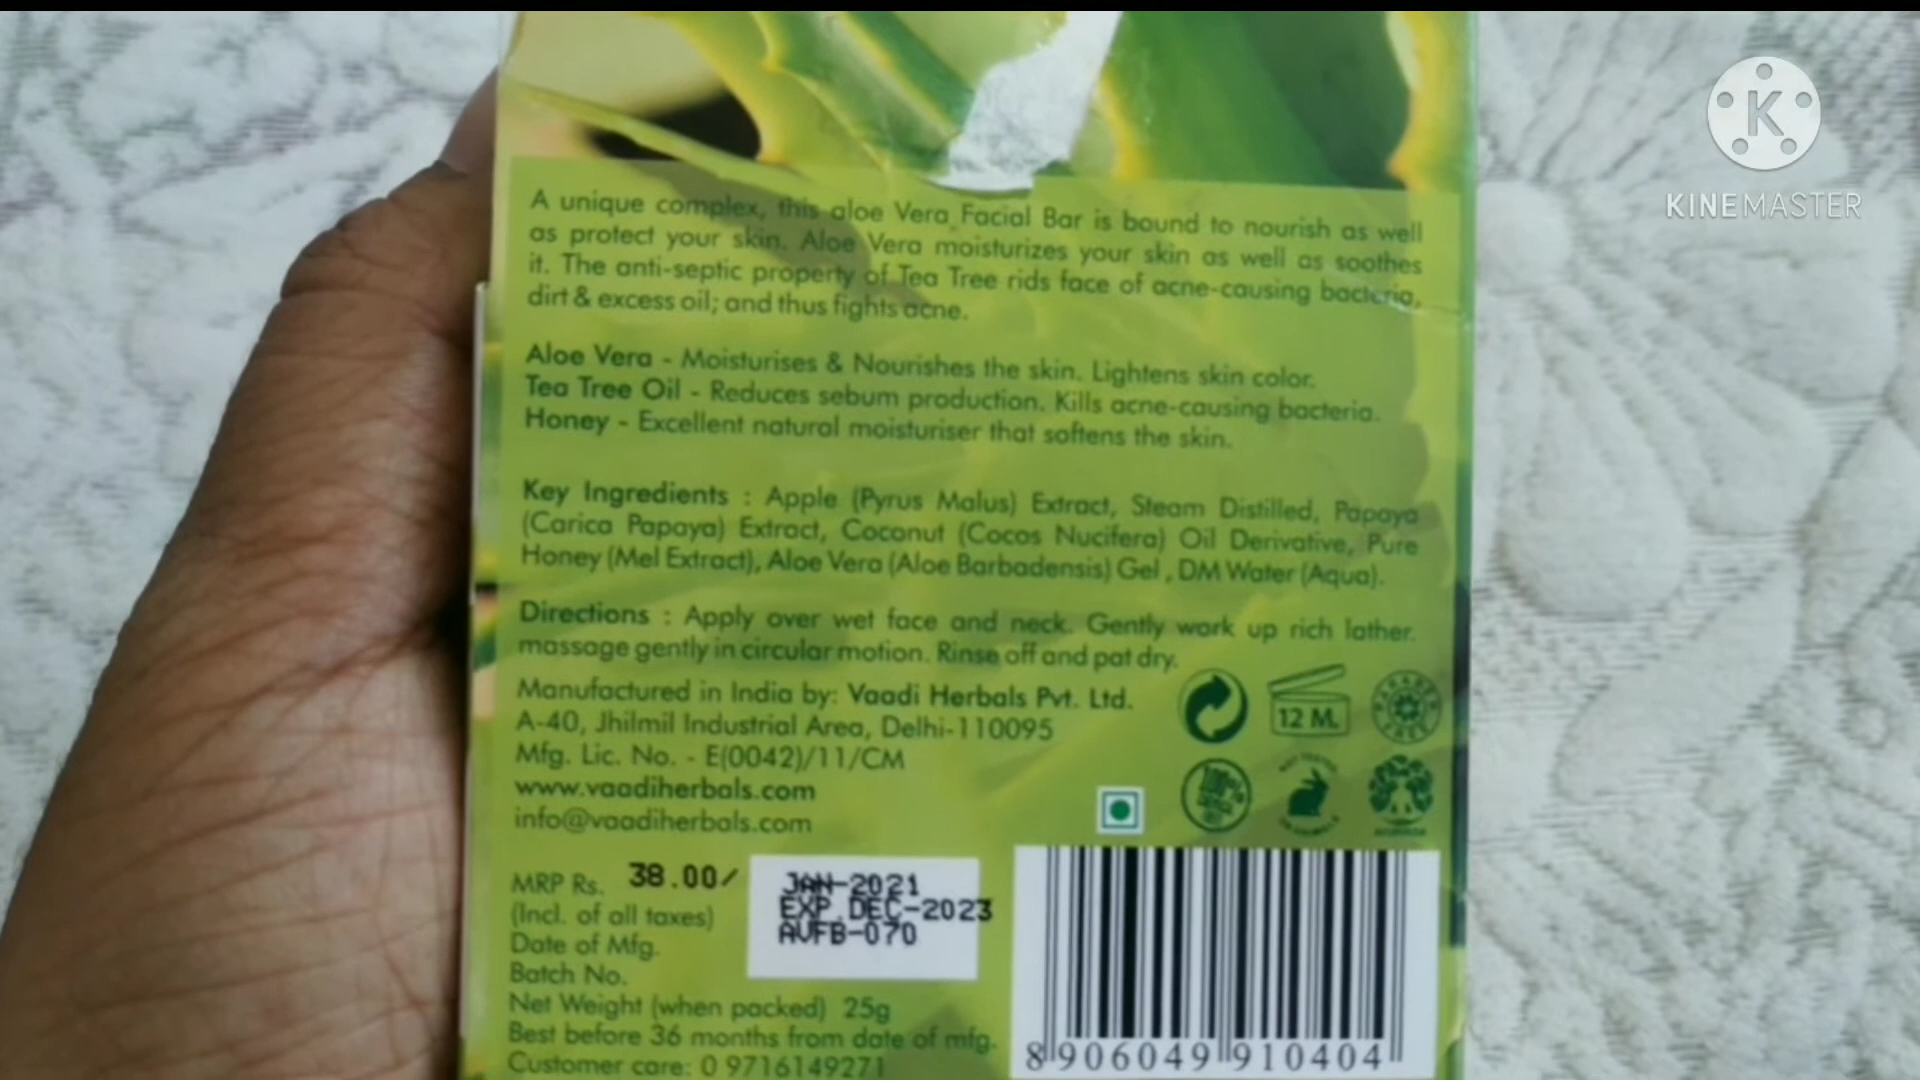 A unique complex, this aloe Vera Facial Bar is bound to nourish as well
as protect your skin. Aloe Vera moisturizes your skin as well as soothes
it. The anti-septic property of Tea Tree rids face of acne-causing bacteria,
dirt & excess oil; and thus fights acne.
Aloe Vera - Moisturises & Nourishes the skin. Lightens skin color.
Tea Tree Oil - Reduces sebum production. Kills acne-causing bacteria.
Honey - Excellent natural moisturiser that softens the skin.
Key Ingredients : Apple (Pyrus Malus) Extract, Steam Distilled, Papaya
(Carica Papaya) Extract, Coconut (Cocos Nucifera) Oil Derivative, Pure
Honey (Mel Extract), Aloe Vera (Aloe Barbadensis) Gel , DM Water (Aqua).
Directions : Apply over wet face and neck. Gently work up rich lather.
massage gently in circular motion. Rinse off and pat dry.
Manufactured in India by: Vaadi Herbals Pvt. Ltd.
A-40, Jhilmil Industrial Area, Delhi-110095
Mfg. Lic. No. - E(0042)/11/CM
www.vaadiherbals.com
info@vaadiherbals.com
12 M.
PARABEN FREE
MRP Rs. 38.00/
(Incl. of all taxes)
Date of Mfg.
Batch No.
JAN-2021
EXP.DEC-2023
AVFB-070
Net Weight (when packed) 25g
Best before 36 months from date of mfg.
Customer care: 0 9716149271
8 906049 910404
K
KINEMASTER